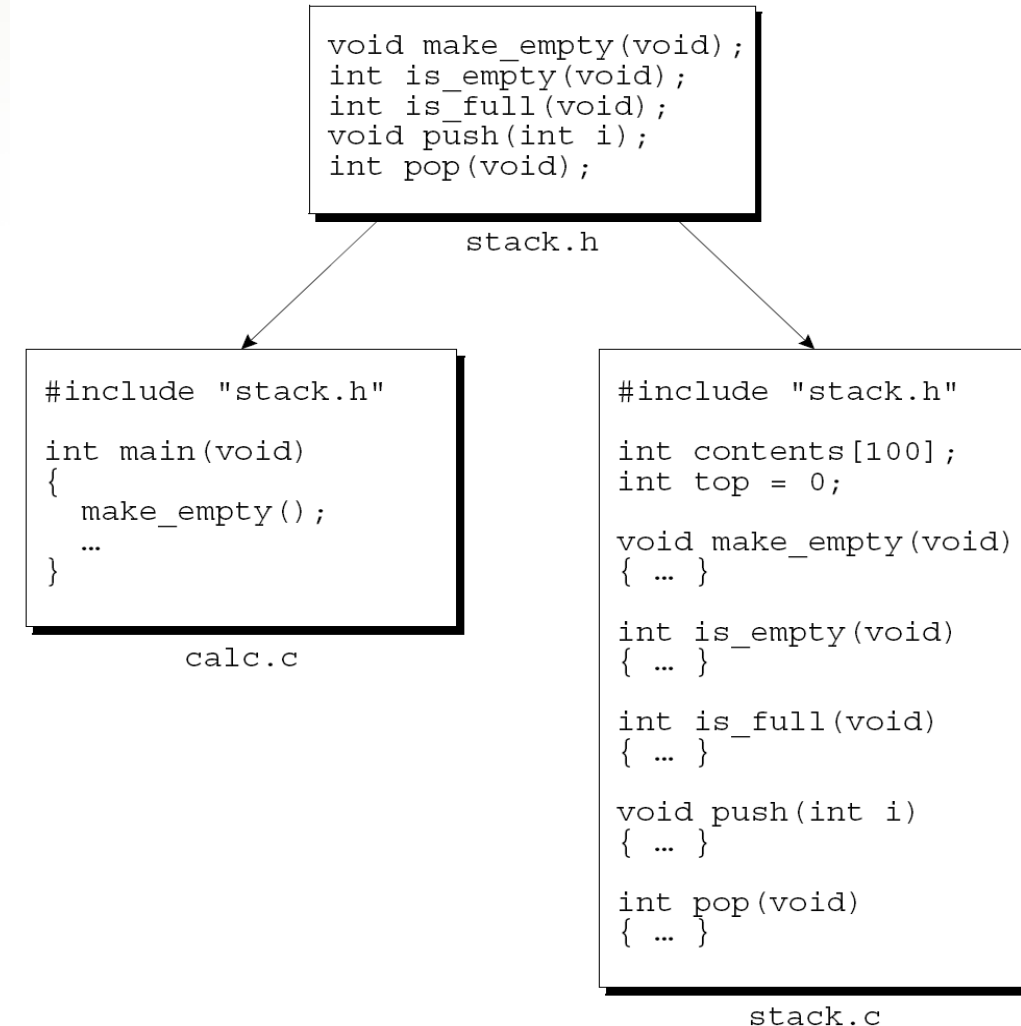 void make_empty(void);
int is_empty(void);
int is_full(void);
void push(int i);
int pop(void);
stack.h
#include "stack.h"
int main(void)
{
  make_empty();
  …
}
calc.c
#include "stack.h"
int contents[100];
int top = 0;
void make_empty(void)
{ … }
int is_empty(void)
{ … }
int is_full(void)
{ … }
void push(int i)
{ … }
int pop(void)
{ … }
stack.c